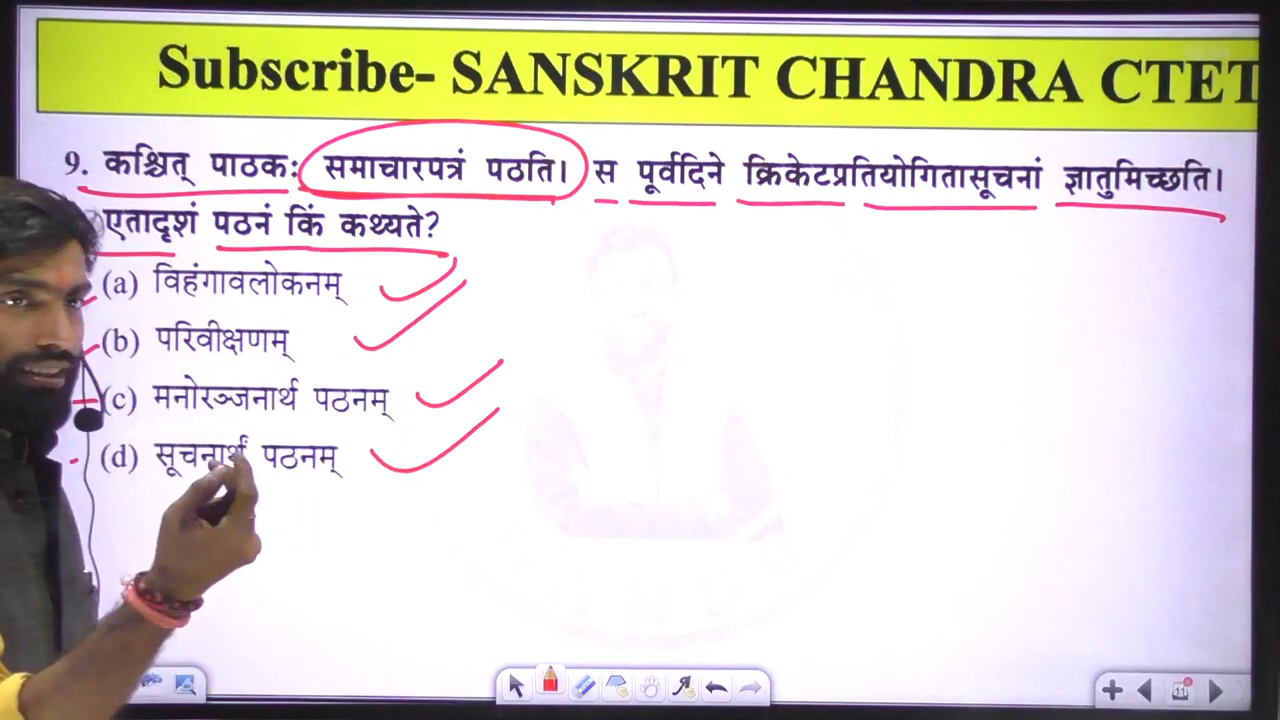 Subscribe- SANSKRIT CHANDRA CTET
9. कश्चित् पाठकः समाचारपत्रं पठति। स पूर्वदिने क्रिकेटप्रतियोगितासूचनां ज्ञातुमिच्छति।
एतादृशं पठनं किं कथ्यते?
(a) विहंगावलोकनम्
(b) परिवीक्षणम्
(c) मनोरञ्जनार्थ पठनम्
(d) सूचनार्थं पठनम्
11